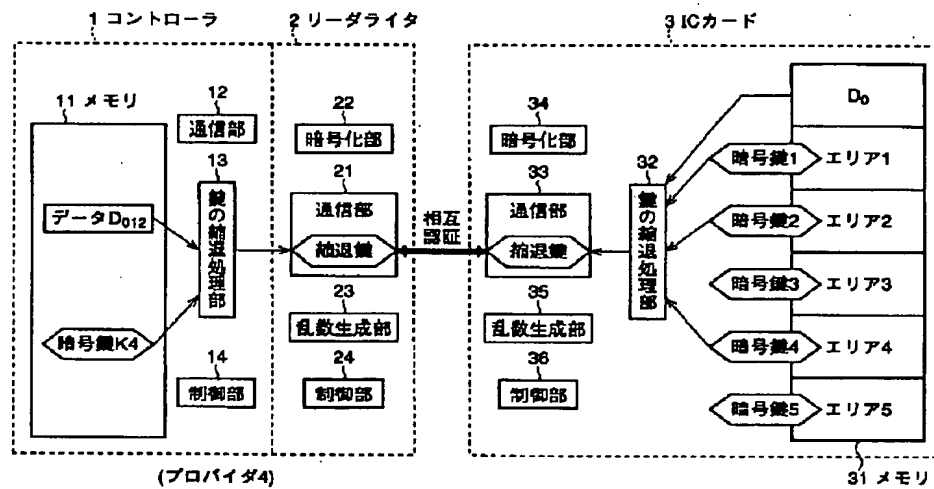 1 コントローラ
2 リーダライタ
3 ICカード
11 メモリ
12
通信部
13
鍵の縮退処理部
データD012
暗号鍵K4
14
制御部
(プロバイダ4)
22
暗号化部
21
通信部
縮退鍵
23
乱数生成部
24
制御部
相互
認証
34
暗号化部
33
通信部
縮退鍵
35
乱数生成部
36
制御部
32
鍵の縮退処理部
D0
暗号鍵1 エリア1
暗号鍵2 エリア2
暗号鍵3 エリア3
暗号鍵4 エリア4
暗号鍵5 エリア5
31 メモリ